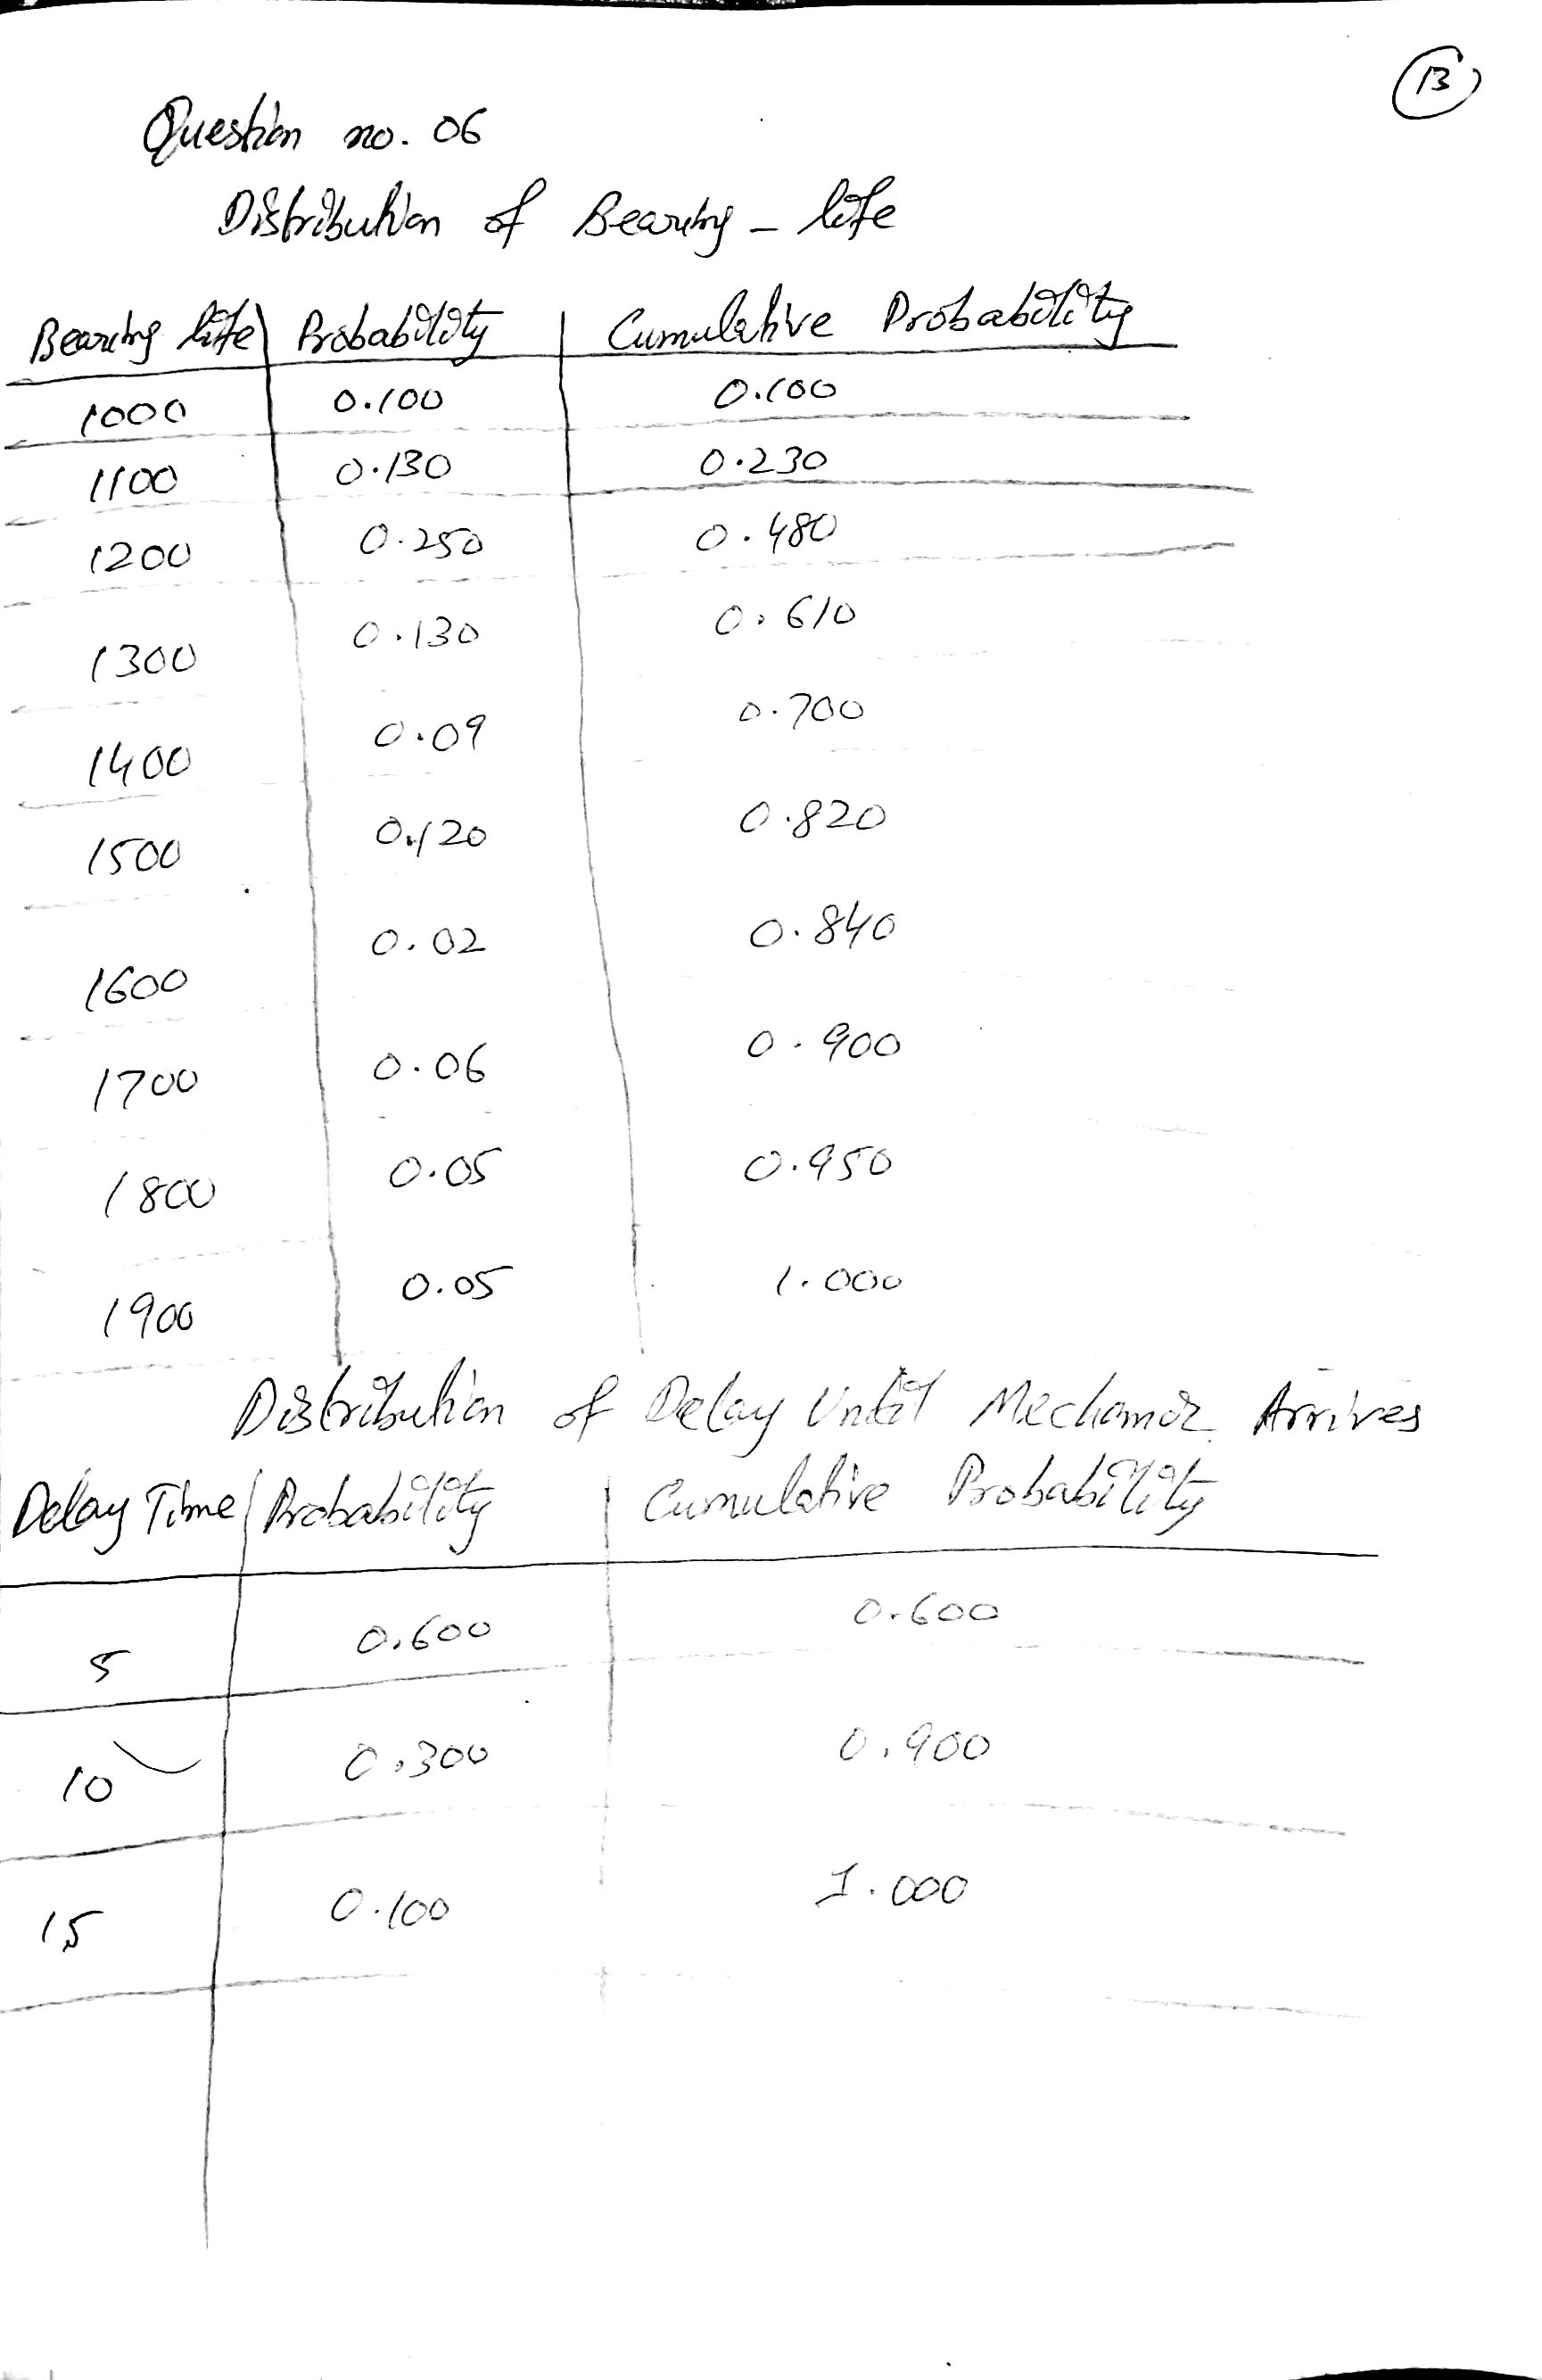 13
Question no. 06
Distribution of Bearing - life
Bearing life | Probability | Cumulative Probability
1000 0.100 0.100
1100 0.130 0.230
1200 0.250 0.480
1300 0.130 0.610
1400 0.09 0.700
1500 0.120 0.820
1600 0.02 0.840
1700 0.06 0.900
1800 0.05 0.950
1900 0.05 1.000
Distribution of Delay Until Mechanic Arrives
Delay Time | Probability | Cumulative Probability
5 0.600 0.600
10 0.300 0.900
15 0.100 1.000